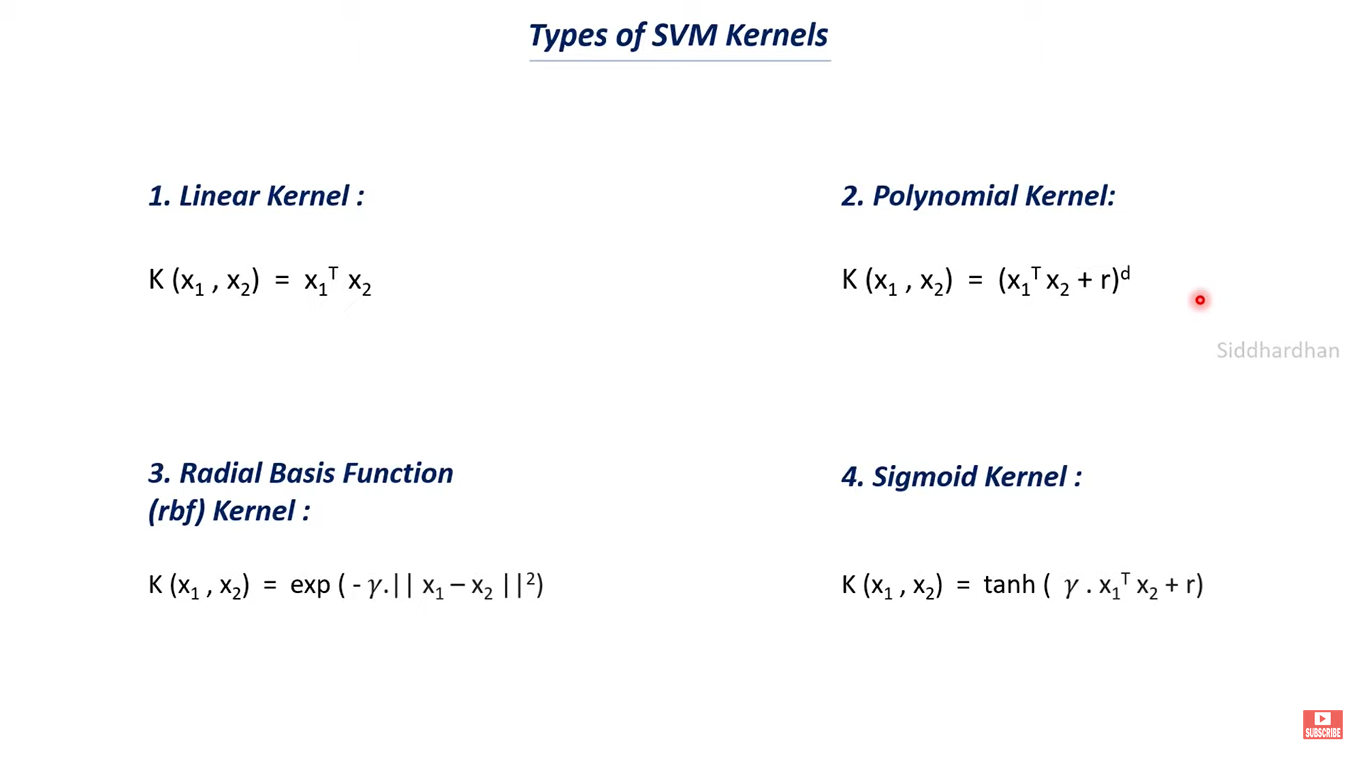 Types of SVM Kernels
1. Linear Kernel :
K (x₁ , x₂) = x₁ᵀ x₂
2. Polynomial Kernel:
K (x₁ , x₂) = (x₁ᵀ x₂ + r)ᵈ
Siddhardhan
3. Radial Basis Function
(rbf) Kernel :
K (x₁ , x₂) = exp ( - γ.|| x₁ – x₂ ||²)
4. Sigmoid Kernel :
K (x₁ , x₂) = tanh ( γ . x₁ᵀ x₂ + r)
SUBSCRIBE